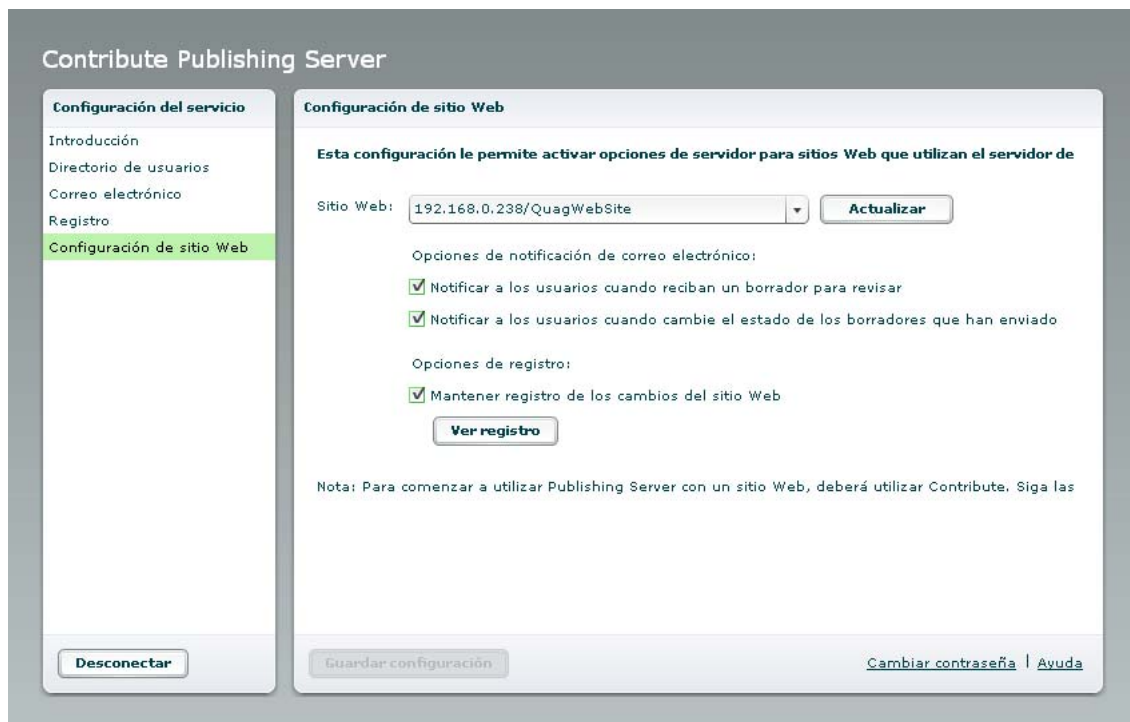 Contribute Publishing Server
Configuración del servicio
Introducción
Directorio de usuarios
Correo electrónico
Registro
Configuración de sitio Web
Desconectar
Configuración de sitio Web
Esta configuración le permite activar opciones de servidor para sitios Web que utilizan el servidor de
Sitio Web: 192.168.0.238/QuagWebSite Actualizar
Opciones de notificación de correo electrónico:
Notificar a los usuarios cuando reciban un borrador para revisar
Notificar a los usuarios cuando cambie el estado de los borradores que han enviado
Opciones de registro:
Mantener registro de los cambios del sitio Web
Ver registro
Nota: Para comenzar a utilizar Publishing Server con un sitio Web, deberá utilizar Contribute. Siga las
Guardar configuración Cambiar contraseña | Ayuda